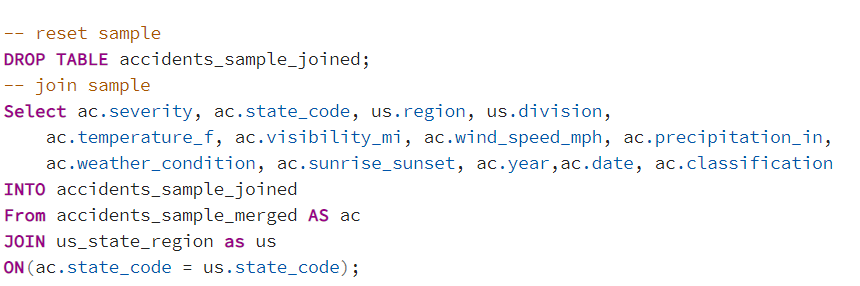 -- reset sample
DROP TABLE accidents_sample_joined;
-- join sample
Select ac.severity, ac.state_code, us.region, us.division,
    ac.temperature_f, ac.visibility_mi, ac.wind_speed_mph, ac.precipitation_in,
    ac.weather_condition, ac.sunrise_sunset, ac.year,ac.date, ac.classification
INTO accidents_sample_joined
From accidents_sample_merged AS ac
JOIN us_state_region as us
ON(ac.state_code = us.state_code);